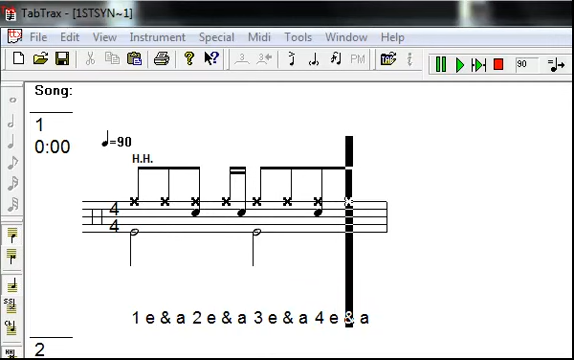 TabTrax - [1STSYN~1]
File Edit View Instrument Special Midi Tools Window Help
PM
90
Song:
1
0:00
=90
H.H.
4
4
1 e & a 2 e & a 3 e & a 4 e & a
2